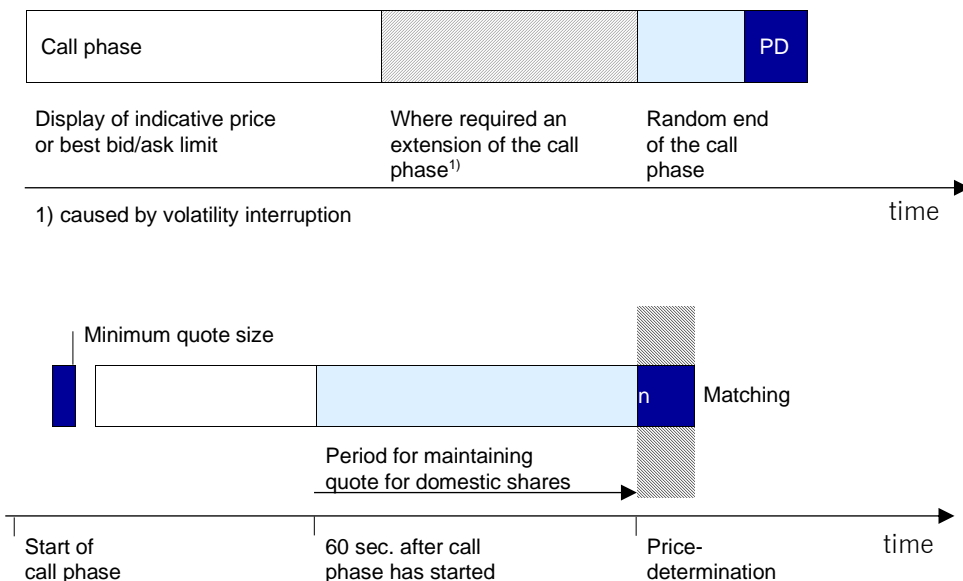 Call phase
PD
Display of indicative price
or best bid/ask limit
Where required an
extension of the call
phase1)
Random end
of the call
phase
1) caused by volatility interruption
time
Minimum quote size
n
Matching
Period for maintaining
quote for domestic shares
Start of
call phase
60 sec. after call
phase has started
Price-
determination
time